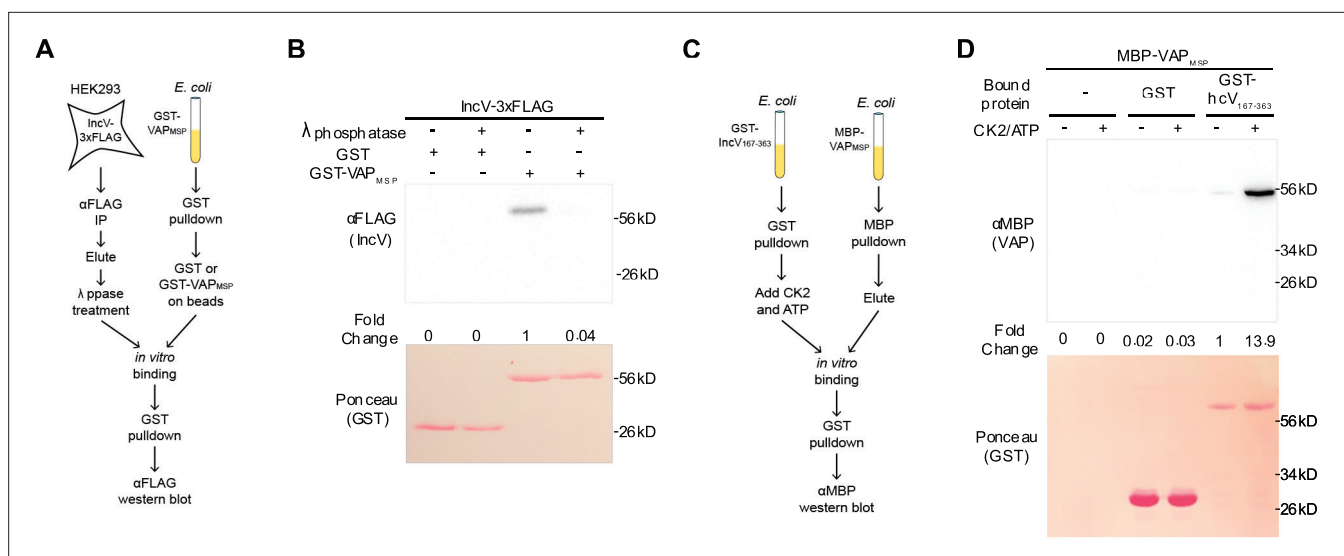 A
HEK293
IncV-
3xFLAG
E. coli
GST-
VAPMSP
αFLAG
IP
Elute
λ ppase
treatment
GST
pulldown
GST or
GST-VAPMSP
on beads
in vitro
binding
GST
pulldown
αFLAG
western blot
B
IncV-3xFLAG
λ phosphatase - + - +
GST + + - -
GST-VAPMSP - - + +
αFLAG
(IncV)
-56kD
-26kD
Fold
Change
0 0 1 0.04
Ponceau
(GST)
-56kD
-26kD
C
E. coli
GST-
IncV167-363
E. coli
MBP-
VAPMSP
GST
pulldown
Add CK2
and ATP
MBP
pulldown
Elute
in vitro
binding
GST
pulldown
αMBP
western blot
D
MBP-VAPMSP
Bound
protein
-
GST
GST-
hcV167-363
CK2/ATP - + - + - +
αMBP
(VAP)
56kD
-34kD
-26kD
Fold
Change
0 0 0.02 0.03 1 13.9
Ponceau
(GST)
-56kD
-34kD
-26kD